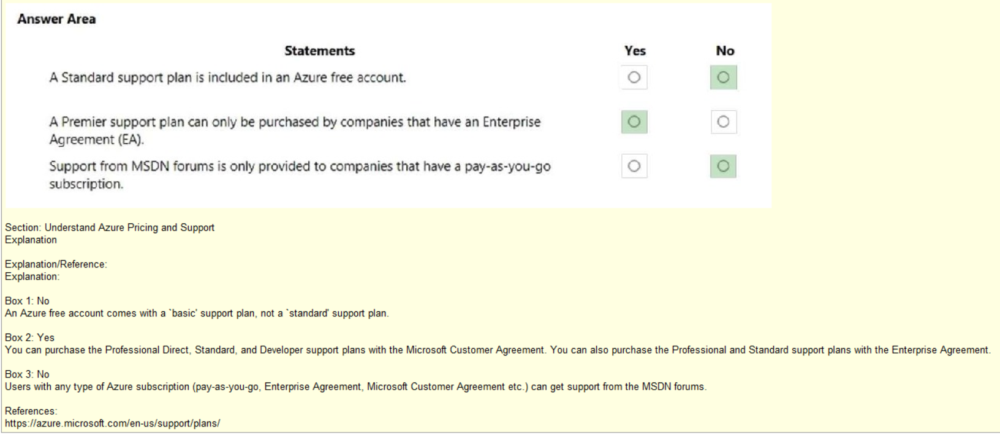 Answer Area
Statements Yes No
A Standard support plan is included in an Azure free account.
A Premier support plan can only be purchased by companies that have an Enterprise
Agreement (EA).
Support from MSDN forums is only provided to companies that have a pay-as-you-go
subscription.
Section: Understand Azure Pricing and Support
Explanation
Explanation/Reference:
Explanation:
Box 1: No
An Azure free account comes with a `basic' support plan, not a `standard' support plan.
Box 2: Yes
You can purchase the Professional Direct, Standard, and Developer support plans with the Microsoft Customer Agreement. You can also purchase the Professional and Standard support plans with the Enterprise Agreement.
Box 3: No
Users with any type of Azure subscription (pay-as-you-go, Enterprise Agreement, Microsoft Customer Agreement etc.) can get support from the MSDN forums.
References:
https://azure.microsoft.com/en-us/support/plans/